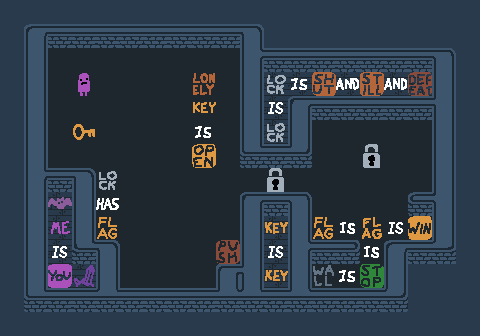 LONELY LOCK IS SHUT AND STILL AND DEFEAT
KEY IS
IS LOCK
OPEN
LOCK
HAS
ME FLAG KEY FLAG IS FLAG IS WIN
IS PUSH IS IS
YOU KEY WALL IS STOP